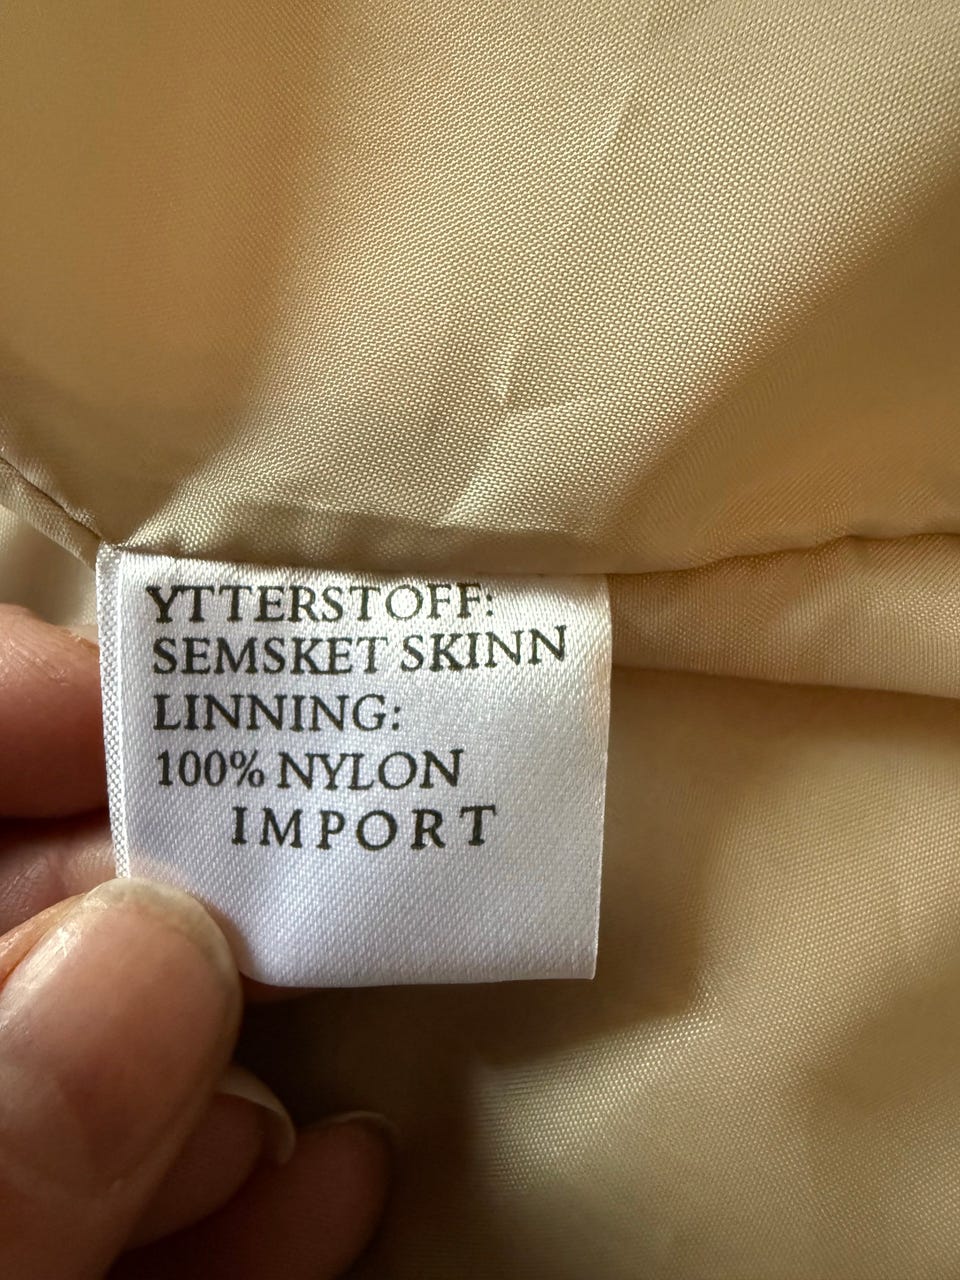 YTTERSTOFF:
SEMSKET SKINN
LINNING:
100% NYLON
IMPORT